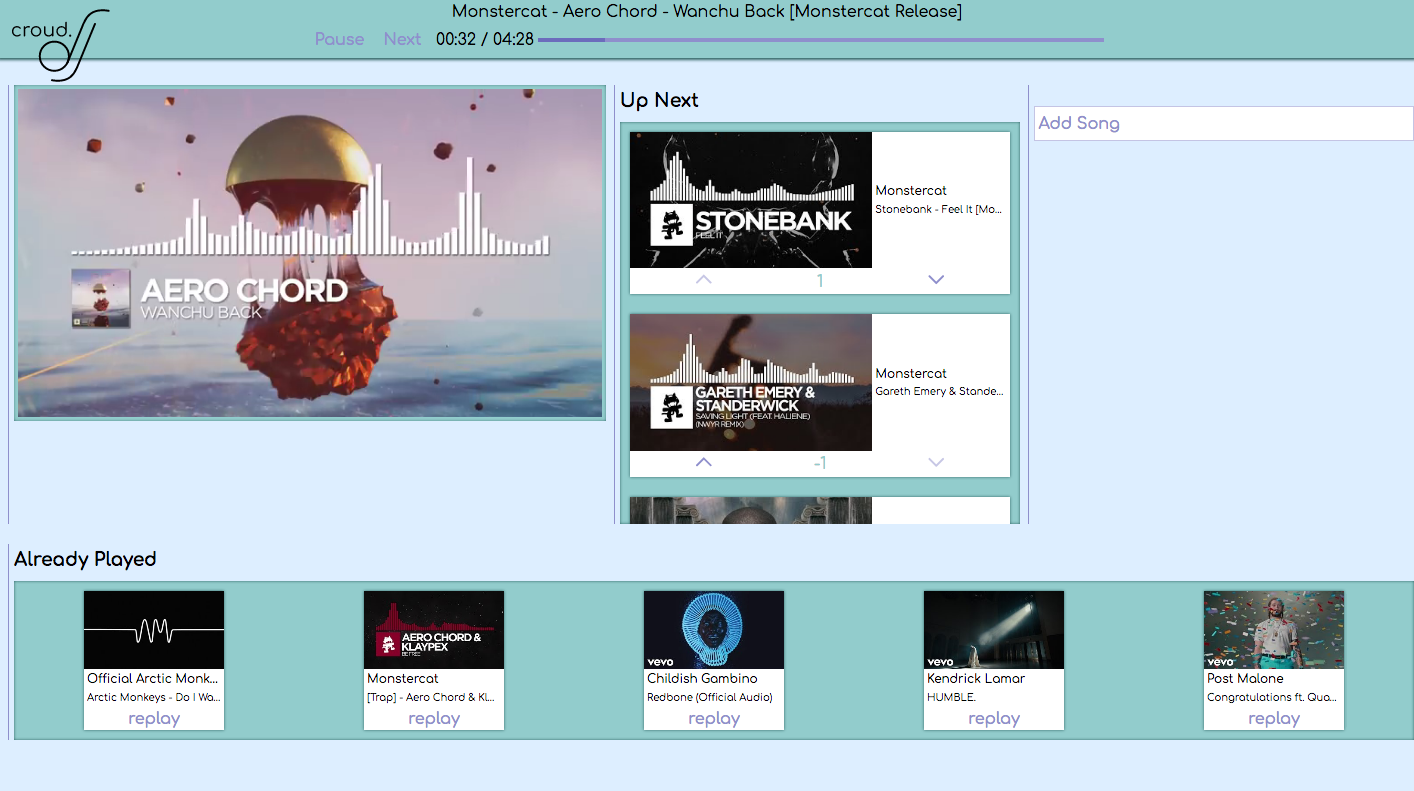 Monstercat - Aero Chord - Wanchu Back [Monstercat Release]
croud.
Pause Next 00:32 / 04:28
AERO CHORD
WANCHU BACK
Up Next
STONEBANK
FEEL IT
Monstercat
Stonebank - Feel It [Mo...
1
GARETH EMERY &
STANDERWICK
SAVING LIGHT (FEAT. HALIENE)
(NWYR REMIX)
Monstercat
Gareth Emery & Stande...
-1
Add Song
Already Played
Official Arctic Monk...
Arctic Monkeys - Do I Wa...
replay
AERO CHORD &
KLAYPEX
BE FREE
Monstercat
[Trap] - Aero Chord & Kl...
replay
vevo
Childish Gambino
Redbone (Official Audio)
replay
vevo
Kendrick Lamar
HUMBLE.
replay
vevo
Post Malone
Congratulations ft. Qua...
replay